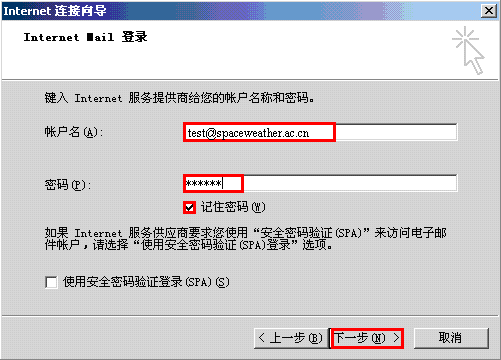 Internet 连接向导
Internet Mail 登录
键入 Internet 服务提供商给您的帐户名称和密码。
帐户名(A):
test@spaceweather.ac.cn
密码(P):
******
记住密码(W)
如果 Internet 服务供应商要求您使用“安全密码验证(SPA)”来访问电子邮
件帐户,请选择“使用安全密码验证(SPA)登录”选项。
使用安全密码验证登录(SPA)(S)
< 上一步(B) 下一步(N) > 取消